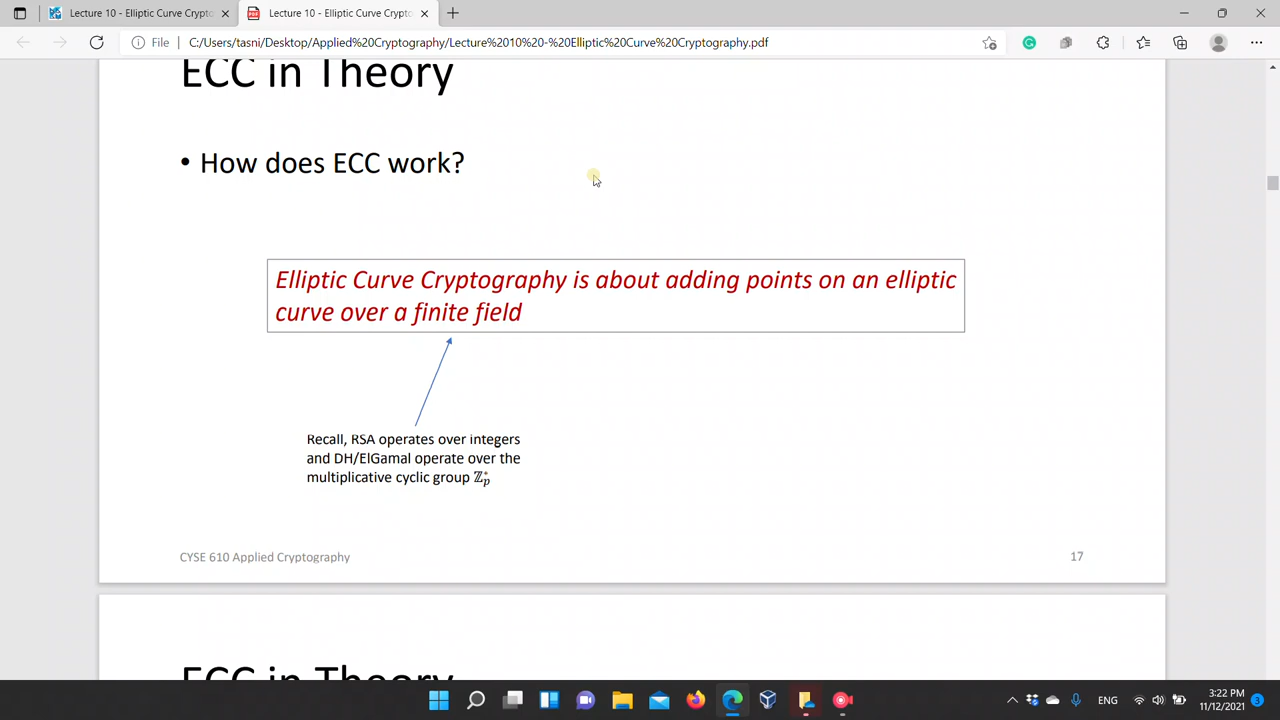 Lecture 10 - Elliptic Curve Crypto
Lecture 10 - Elliptic Curve Crypto
File
C:/Users/tasni/Desktop/Applied%20Cryptography/Lecture%2010%20-%20Elliptic%20Curve%20Cryptography.pdf
ECC in Theory
• How does ECC work?
Elliptic Curve Cryptography is about adding points on an elliptic
curve over a finite field
Recall, RSA operates over integers
and DH/ElGamal operate over the
multiplicative cyclic group ℤ*p
CYSE 610 Applied Cryptography
17
ECC in Theory
ENG
3:22 PM
11/12/2021
3